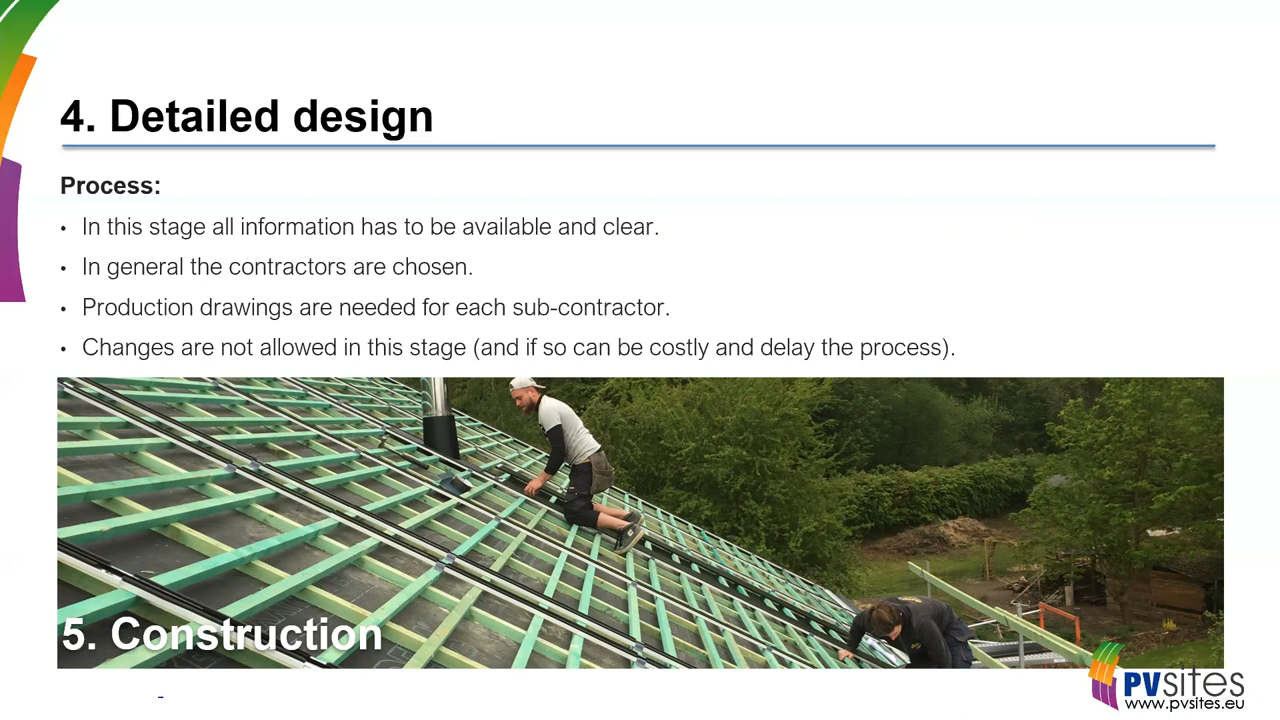 4. Detailed design
Process:
• In this stage all information has to be available and clear.
• In general the contractors are chosen.
• Production drawings are needed for each sub-contractor.
• Changes are not allowed in this stage (and if so can be costly and delay the process).
5. Construction
PVsites
www.pvsites.eu